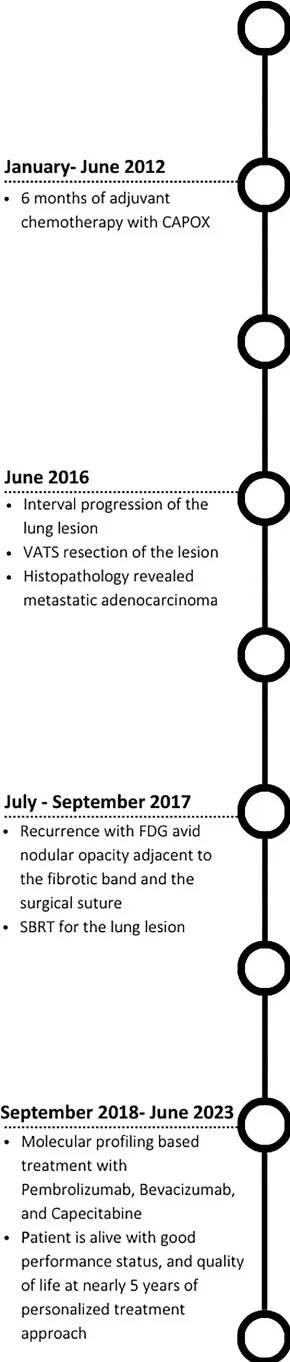 January- June 2012
• 6 months of adjuvant
chemotherapy with CAPOX
June 2016
• Interval progression of the
lung lesion
• VATS resection of the lesion
• Histopathology revealed
metastatic adenocarcinoma
July - September 2017
• Recurrence with FDG avid
nodular opacity adjacent to
the fibrotic band and the
surgical suture
• SBRT for the lung lesion
September 2018- June 2023
• Molecular profiling based
treatment with
Pembrolizumab, Bevacizumab,
and Capecitabine
• Patient is alive with good
performance status, and quality
of life at nearly 5 years of
personalized treatment
approach